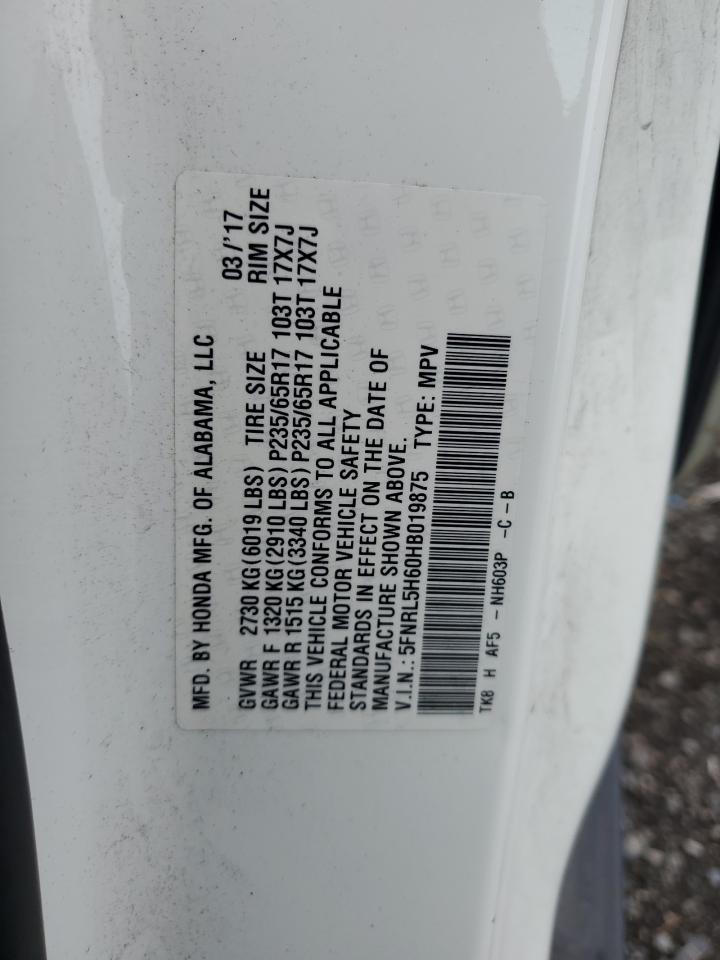 MFD. BY HONDA MFG. OF ALABAMA, LLC
03/'17
GVWR 2730 KG(6019 LBS) TIRE SIZE RIM SIZE
GAWR F 1320 KG(2910 LBS) P235/65R17 103T 17X7J
GAWR R 1515 KG(3340 LBS) P235/65R17 103T 17X7J
THIS VEHICLE CONFORMS TO ALL APPLICABLE
FEDERAL MOTOR VEHICLE SAFETY
STANDARDS IN EFFECT ON THE DATE OF
MANUFACTURE SHOWN ABOVE.
V.I.N.: 5FNRL5H60HB019875 TYPE: MPV
TK8 H AF5 - NH603P -C - B